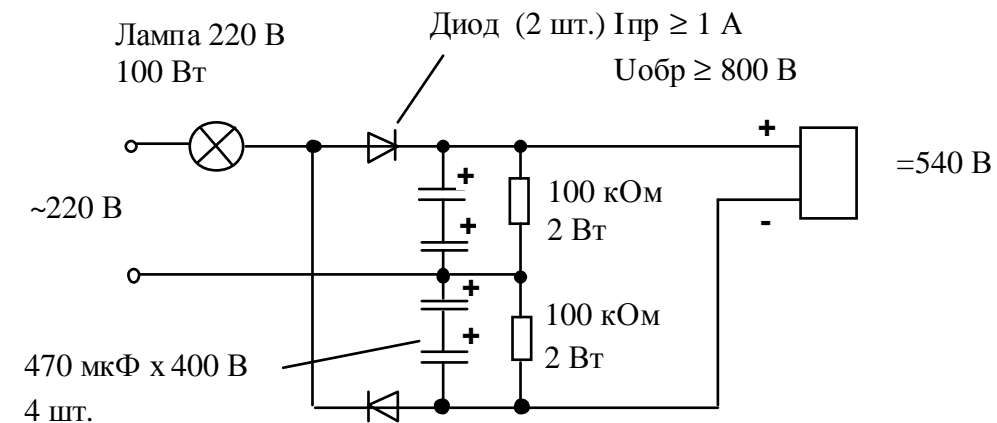 Лампа 220 В
100 Вт
Диод (2 шт.) Iпр ≥ 1 А
Uобр ≥ 800 В
+
=540 В
-
~220 В
+
+
100 кОм
2 Вт
+
+
100 кОм
2 Вт
470 мкФ х 400 В
4 шт.